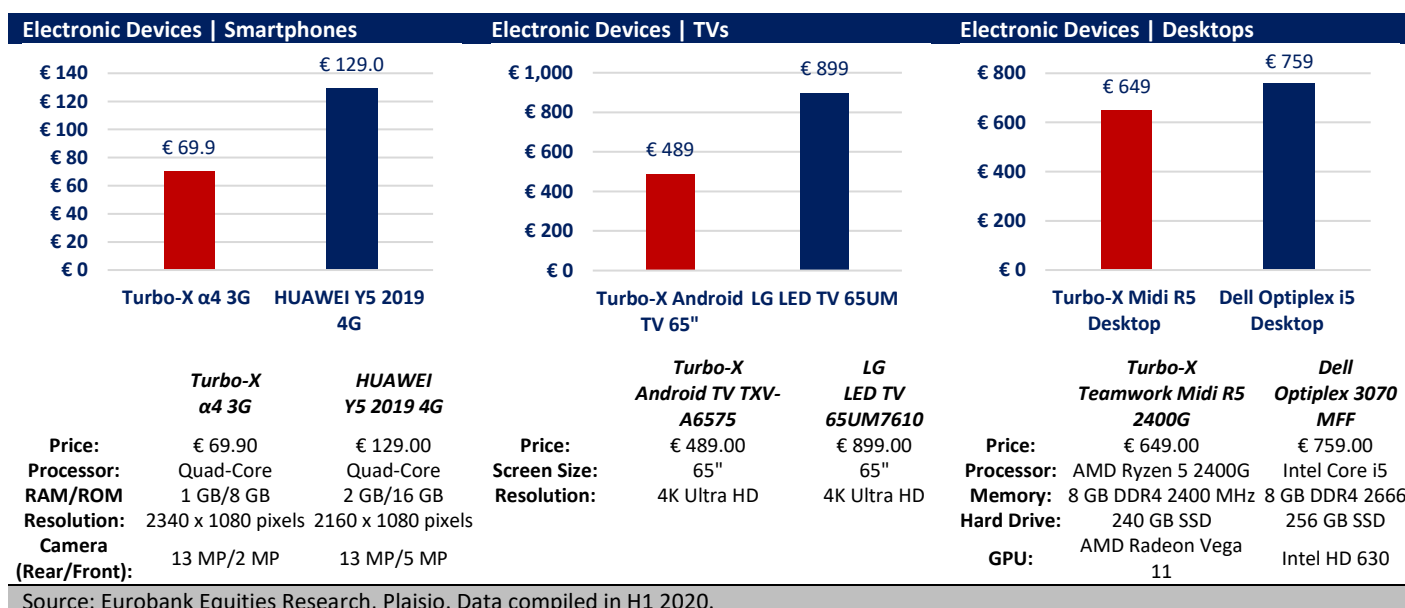 Electronic Devices | Smartphones
€ 140
€ 120
€ 100
€ 80
€ 60
€ 40
€ 20
€ 0
€ 69.9
€ 129.0
Turbo-X α4 3G
HUAWEI Y5 2019
4G
Turbo-X
α4 3G
HUAWEI
Y5 2019 4G
Price: € 69.90 € 129.00
Processor: Quad-Core Quad-Core
RAM/ROM 1 GB/8 GB 2 GB/16 GB
Resolution: 2340 x 1080 pixels 2160 x 1080 pixels
Camera
(Rear/Front): 13 MP/2 MP 13 MP/5 MP
Electronic Devices | TVs
€ 1,000
€ 800
€ 600
€ 400
€ 200
€ 0
€ 489
€ 899
Turbo-X Android
TV 65"
LG LED TV 65UM
Turbo-X
Android TV TXV-
A6575
LG
LED TV
65UM7610
Price: € 489.00 € 899.00
Screen Size: 65" 65"
Resolution: 4K Ultra HD 4K Ultra HD
Electronic Devices | Desktops
€ 800
€ 600
€ 400
€ 200
€ 0
€ 649
€ 759
Turbo-X Midi R5
Desktop
Dell Optiplex i5
Desktop
Turbo-X
Teamwork Midi R5
2400G
Dell
Optiplex 3070
MFF
Price: € 649.00 € 759.00
Processor: AMD Ryzen 5 2400G Intel Core i5
Memory: 8 GB DDR4 2400 MHz 8 GB DDR4 2666
Hard Drive: 240 GB SSD 256 GB SSD
GPU: AMD Radeon Vega
11 Intel HD 630
Source: Eurobank Equities Research, Plaisio. Data compiled in H1 2020.